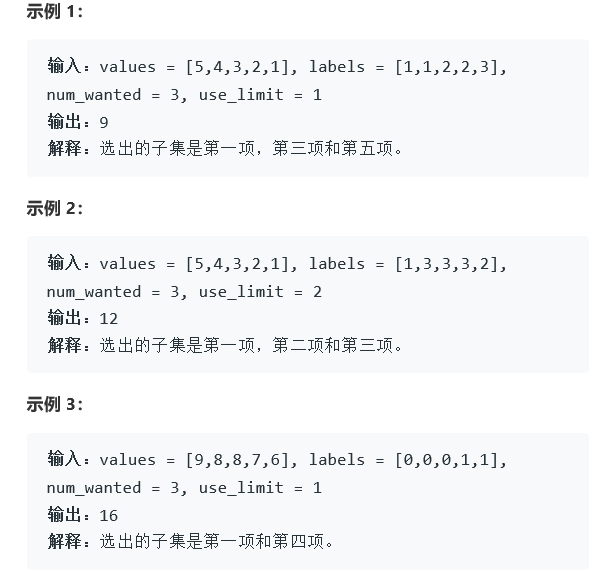 示例 1：
输入：values = [5,4,3,2,1], labels = [1,1,2,2,3],
num_wanted = 3, use_limit = 1
输出：9
解释：选出的子集是第一项，第三项和第五项。
示例 2：
输入：values = [5,4,3,2,1], labels = [1,3,3,3,2],
num_wanted = 3, use_limit = 2
输出：12
解释：选出的子集是第一项，第二项和第三项。
示例 3：
输入：values = [9,8,8,7,6], labels = [0,0,0,1,1],
num_wanted = 3, use_limit = 1
输出：16
解释：选出的子集是第一项和第四项。